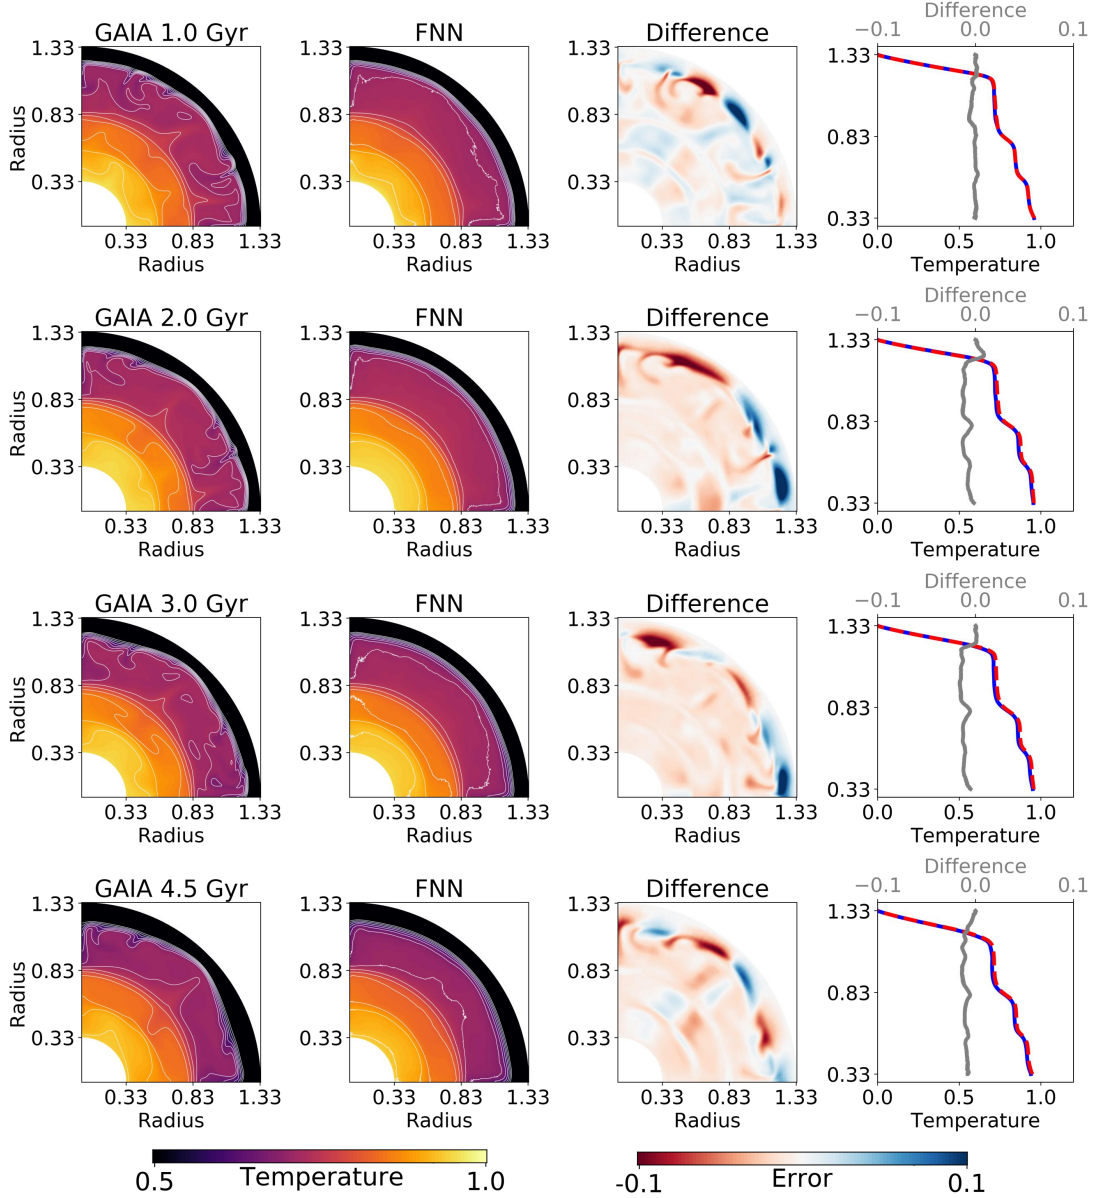 GAIA 1.0 Gyr
FNN
Difference
Difference
−0.1 0.0 0.1
1.33
0.83
0.33
Radius
0.33 0.83 1.33
Radius
1.33
0.83
0.33
0.33 0.83 1.33
Radius
1.33
0.83
0.33
0.33 0.83 1.33
Radius
1.33
0.83
0.33
0.0 0.5 1.0
Temperature
GAIA 2.0 Gyr
FNN
Difference
Difference
−0.1 0.0 0.1
1.33
0.83
0.33
Radius
0.33 0.83 1.33
Radius
1.33
0.83
0.33
0.33 0.83 1.33
Radius
1.33
0.83
0.33
0.33 0.83 1.33
Radius
1.33
0.83
0.33
0.0 0.5 1.0
Temperature
GAIA 3.0 Gyr
FNN
Difference
Difference
−0.1 0.0 0.1
1.33
0.83
0.33
Radius
0.33 0.83 1.33
Radius
1.33
0.83
0.33
0.33 0.83 1.33
Radius
1.33
0.83
0.33
0.33 0.83 1.33
Radius
1.33
0.83
0.33
0.0 0.5 1.0
Temperature
GAIA 4.5 Gyr
FNN
Difference
Difference
−0.1 0.0 0.1
1.33
0.83
0.33
Radius
0.33 0.83 1.33
Radius
1.33
0.83
0.33
0.33 0.83 1.33
Radius
1.33
0.83
0.33
0.33 0.83 1.33
Radius
1.33
0.83
0.33
0.0 0.5 1.0
Temperature
0.5 Temperature 1.0
-0.1 Error 0.1